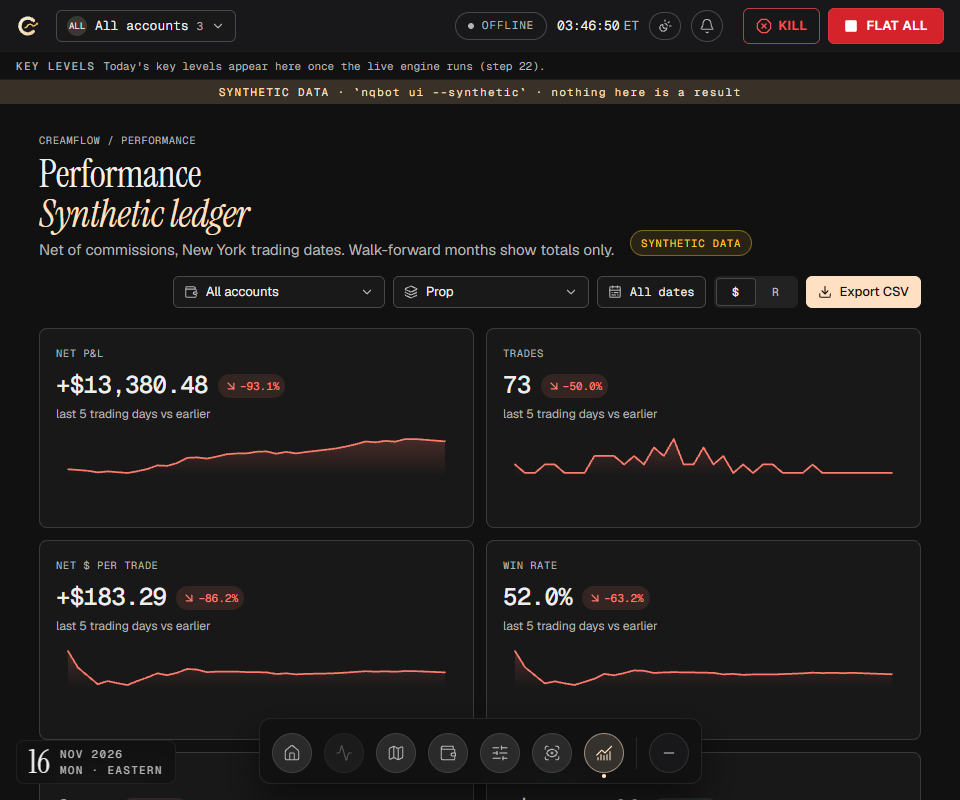 ALL All accounts 3
OFFLINE
03:46:50 ET
KILL
FLAT ALL
KEY LEVELS Today's key levels appear here once the live engine runs (step 22).
SYNTHETIC DATA · `nqbot ui --synthetic` · nothing here is a result
CREAMFLOW / PERFORMANCE
Performance
Synthetic ledger
Net of commissions, New York trading dates. Walk-forward months show totals only.
SYNTHETIC DATA
All accounts
Prop
All dates
$
R
Export CSV
NET P&L
+$13,380.48
-93.1%
last 5 trading days vs earlier
TRADES
73
-50.0%
last 5 trading days vs earlier
NET $ PER TRADE
+$183.29
-86.2%
last 5 trading days vs earlier
WIN RATE
52.0%
-63.2%
last 5 trading days vs earlier
16
NOV 2026
MON · EASTERN